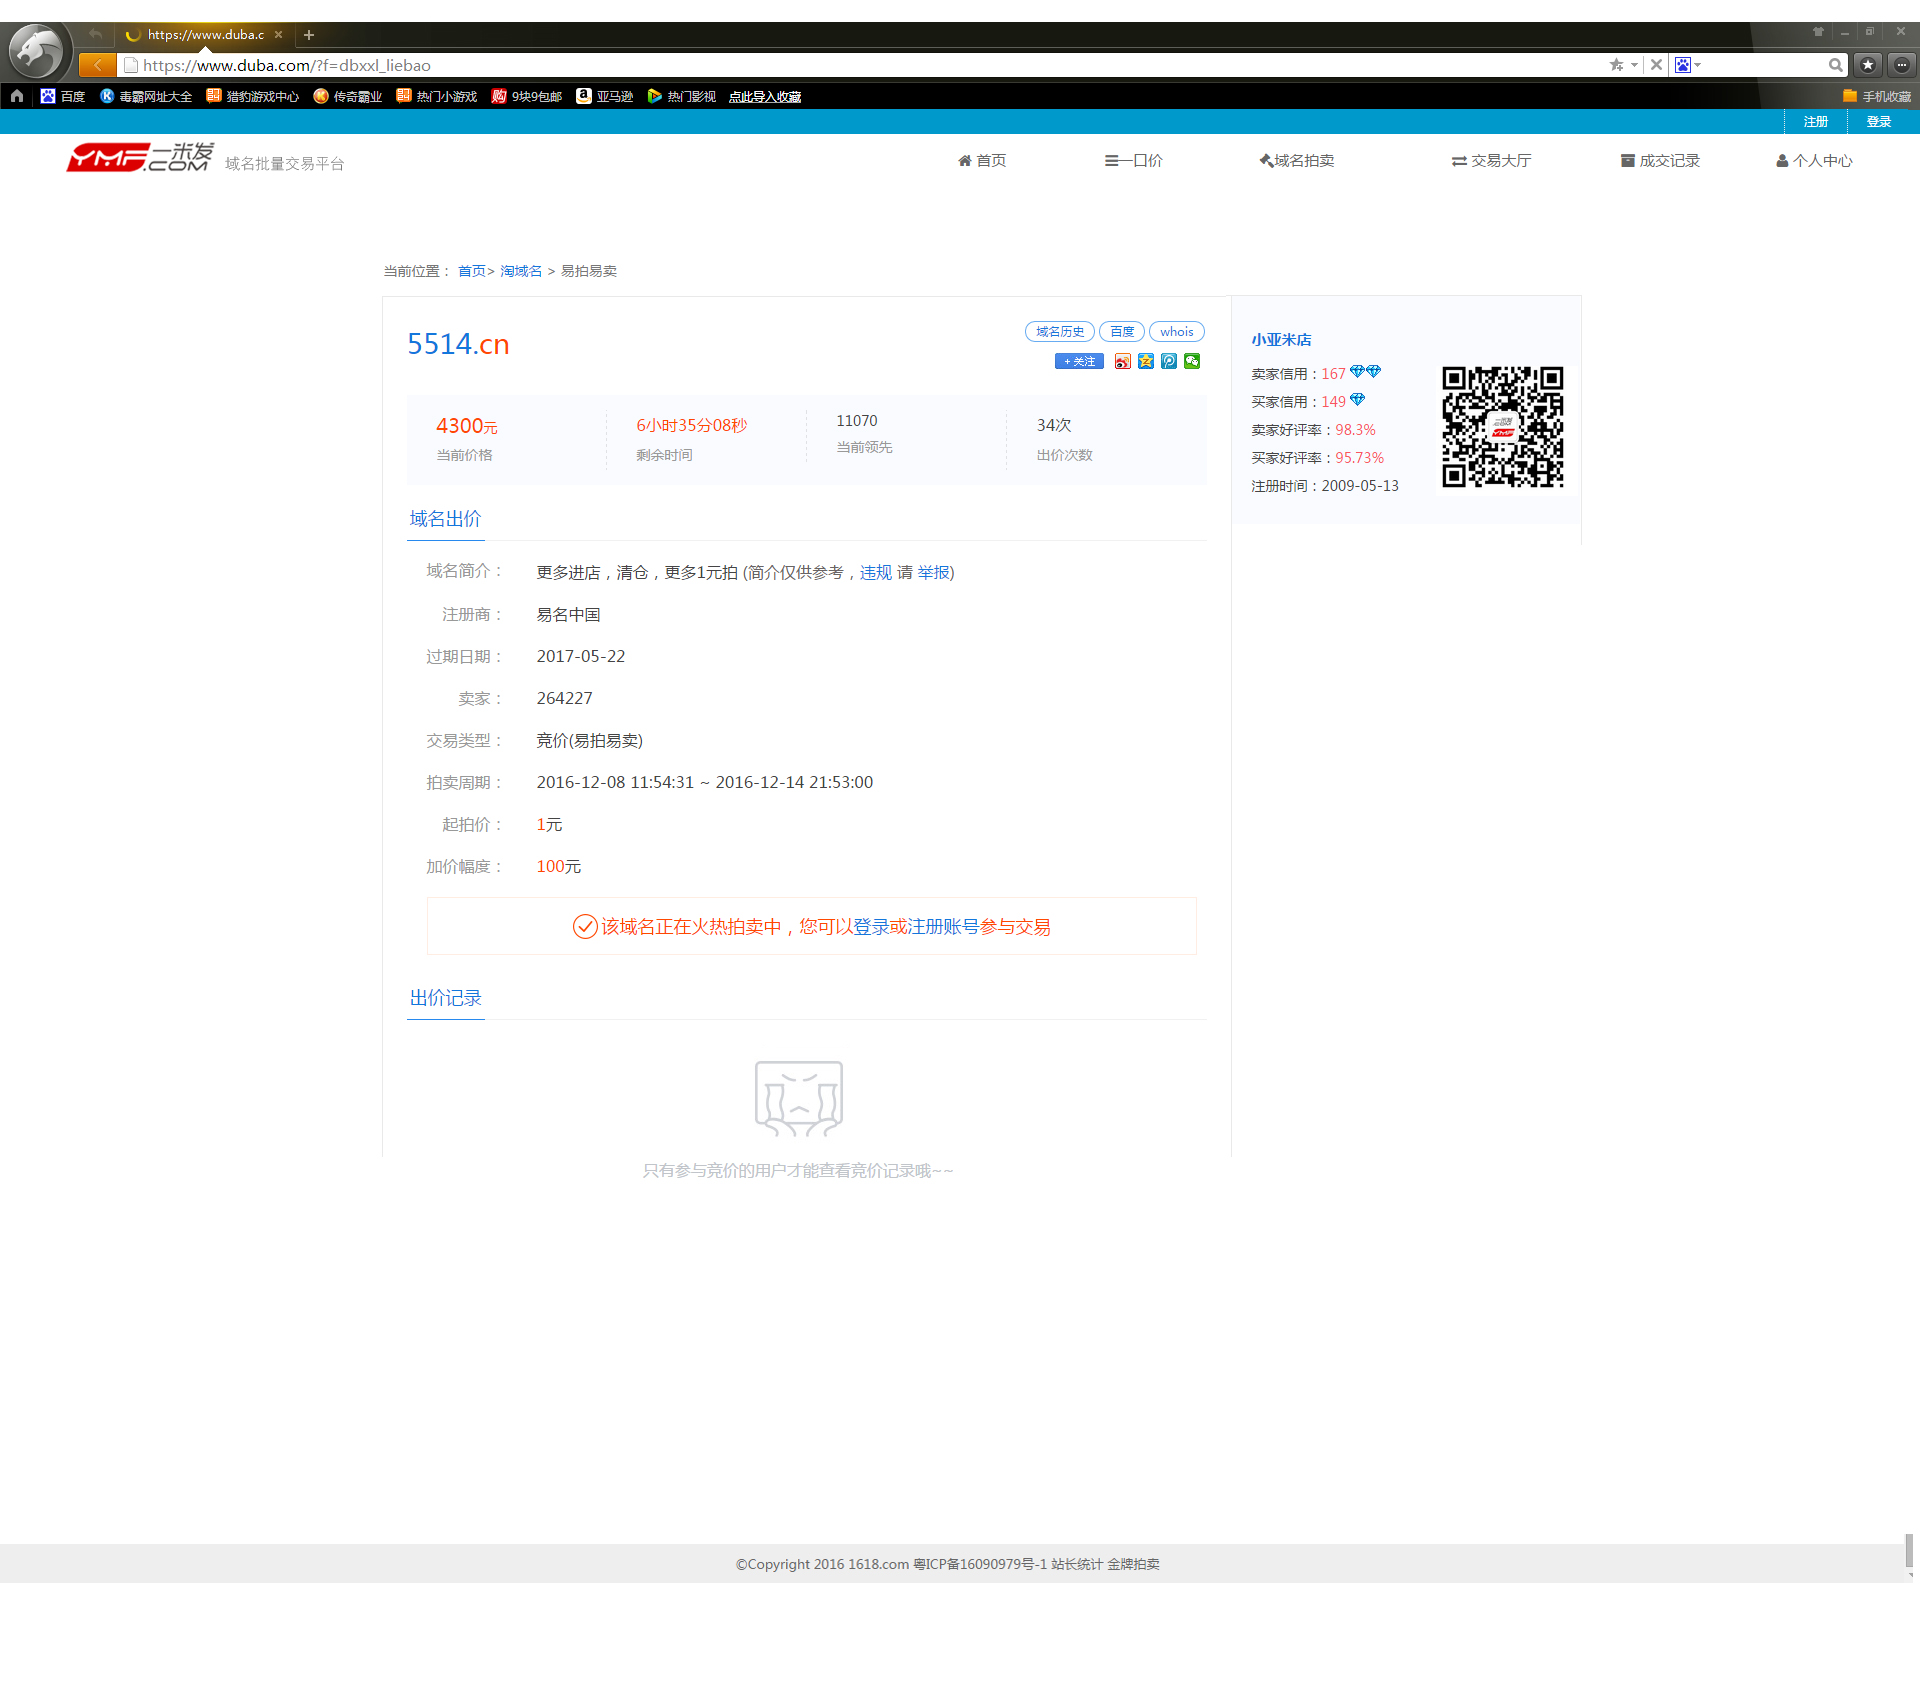 https://www.duba.c
https://www.duba.com/?f=dbxxl_liebao
百度 毒霸网址大全 猎豹游戏中心 传奇霸业 热门小游戏 9块9包邮 亚马逊 热门影视 点此导入收藏 手机收藏
注册 登录
YMF一米发.COM 域名批量交易平台 首页 一口价 域名拍卖 交易大厅 成交记录 个人中心
当前位置： 首页> 淘域名 > 易拍易卖
5514.cn
域名历史 百度 whois
+ 关注
4300元 6小时35分08秒 11070 34次
当前价格 剩余时间 当前领先 出价次数
小亚米店
卖家信用：167
买家信用：149
卖家好评率：98.3%
买家好评率：95.73%
注册时间：2009-05-13
域名出价
域名简介： 更多进店，清仓，更多1元拍 (简介仅供参考，违规 请 举报)
注册商： 易名中国
过期日期： 2017-05-22
卖家： 264227
交易类型： 竞价(易拍易卖)
拍卖周期： 2016-12-08 11:54:31 ~ 2016-12-14 21:53:00
起拍价： 1元
加价幅度： 100元
该域名正在火热拍卖中，您可以登录或注册账号参与交易
出价记录
只有参与竞价的用户才能查看竞价记录哦~~
©Copyright 2016 1618.com 粤ICP备16090979号-1 站长统计 金牌拍卖